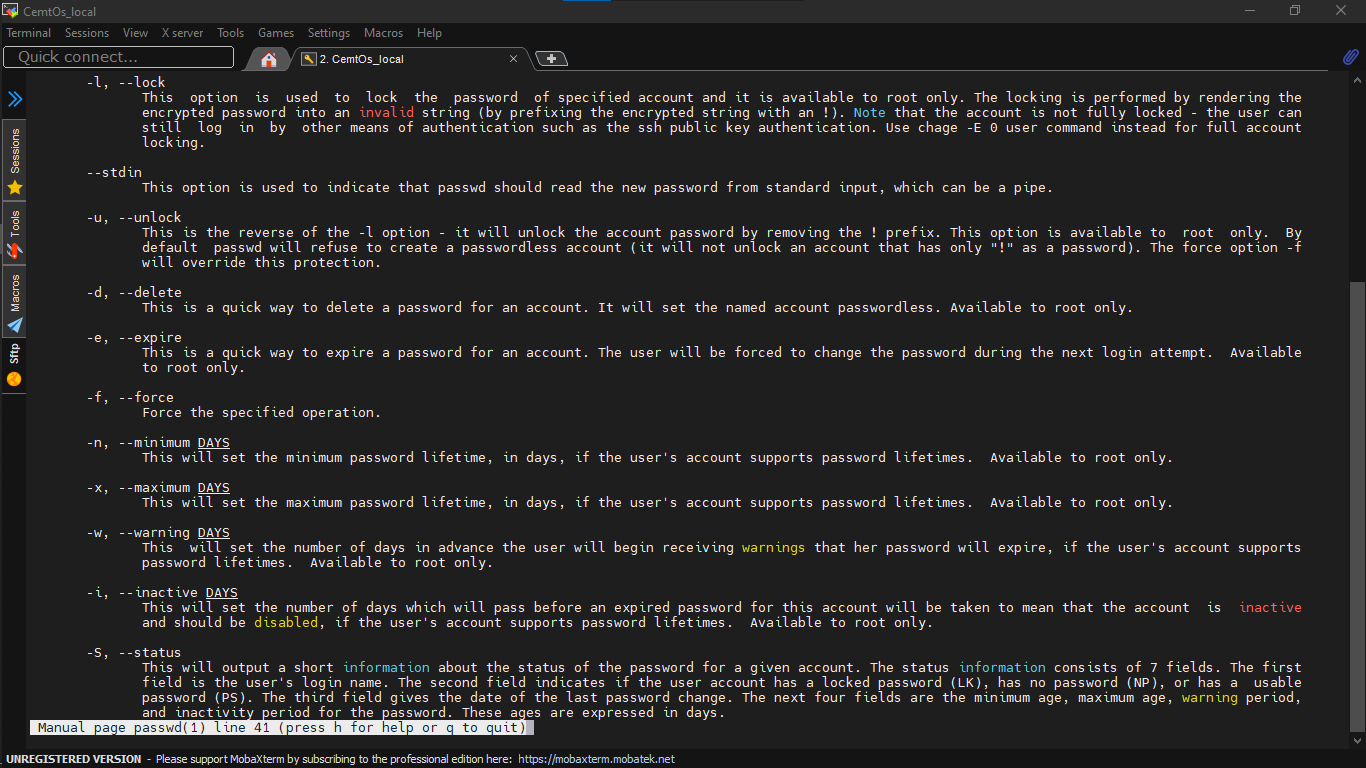 CemtOs_local
Terminal Sessions View X server Tools Games Settings Macros Help
Quick connect...
2. CemtOs_local
Sessions
Tools
Macros
Sftp
-l, --lock
This option is used to lock the password of specified account and it is available to root only. The locking is performed by rendering the
encrypted password into an invalid string (by prefixing the encrypted string with an !). Note that the account is not fully locked - the user can
still log in by other means of authentication such as the ssh public key authentication. Use chage -E 0 user command instead for full account
locking.
--stdin
This option is used to indicate that passwd should read the new password from standard input, which can be a pipe.
-u, --unlock
This is the reverse of the -l option - it will unlock the account password by removing the ! prefix. This option is available to root only. By
default passwd will refuse to create a passwordless account (it will not unlock an account that has only "!" as a password). The force option -f
will override this protection.
-d, --delete
This is a quick way to delete a password for an account. It will set the named account passwordless. Available to root only.
-e, --expire
This is a quick way to expire a password for an account. The user will be forced to change the password during the next login attempt. Available
to root only.
-f, --force
Force the specified operation.
-n, --minimum DAYS
This will set the minimum password lifetime, in days, if the user's account supports password lifetimes. Available to root only.
-x, --maximum DAYS
This will set the maximum password lifetime, in days, if the user's account supports password lifetimes. Available to root only.
-w, --warning DAYS
This will set the number of days in advance the user will begin receiving warnings that her password will expire, if the user's account supports
password lifetimes. Available to root only.
-i, --inactive DAYS
This will set the number of days which will pass before an expired password for this account will be taken to mean that the account is inactive
and should be disabled, if the user's account supports password lifetimes. Available to root only.
-S, --status
This will output a short information about the status of the password for a given account. The status information consists of 7 fields. The first
field is the user's login name. The second field indicates if the user account has a locked password (LK), has no password (NP), or has a usable
password (PS). The third field gives the date of the last password change. The next four fields are the minimum age, maximum age, warning period,
and inactivity period for the password. These ages are expressed in days.
Manual page passwd(1) line 41 (press h for help or q to quit)
UNREGISTERED VERSION - Please support MobaXterm by subscribing to the professional edition here: https://mobaxterm.mobatek.net